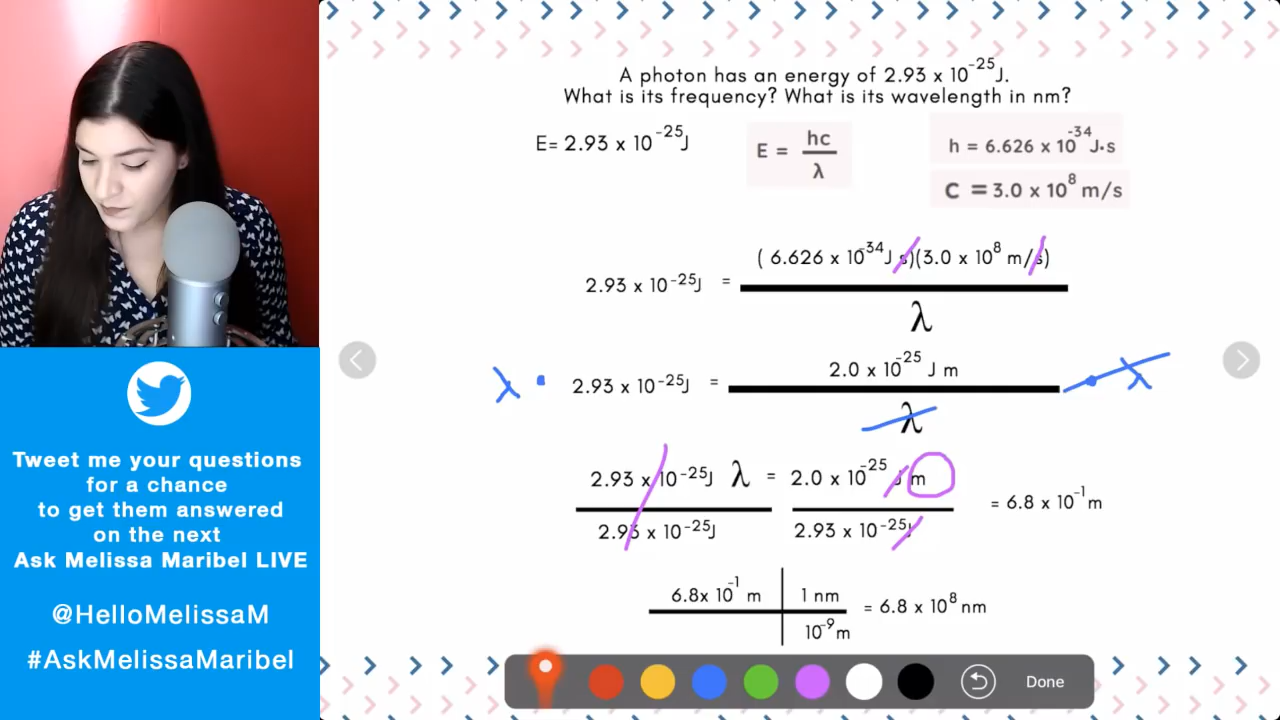 A photon has an energy of 2.93 x 10⁻²⁵J.
What is its frequency? What is its wavelength in nm?
E= 2.93 x 10⁻²⁵J
E = hc/λ
h = 6.626 x 10⁻³⁴ J·s
C = 3.0 x 10⁸ m/s
2.93 x 10⁻²⁵J = ( 6.626 x 10⁻³⁴J s)(3.0 x 10⁸ m/s) / λ
λ · 2.93 x 10⁻²⁵J = 2.0 x 10⁻²⁵ J m / λ · λ
2.93 x 10⁻²⁵J λ / 2.93 x 10⁻²⁵J = 2.0 x 10⁻²⁵ J m / 2.93 x 10⁻²⁵J = 6.8 x 10⁻¹m
6.8x 10⁻¹ m | 1 nm / 10⁻⁹m = 6.8 x 10⁸ nm
Tweet me your questions
for a chance
to get them answered
on the next
Ask Melissa Maribel LIVE
@HelloMelissaM
#AskMelissaMaribel
Done